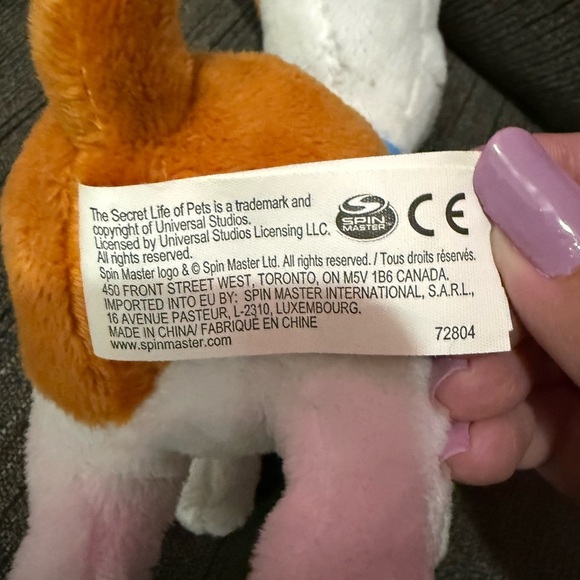 The Secret Life of Pets is a trademark and
copyright of Universal Studios.
Licensed by Universal Studios Licensing LLC.
All rights reserved.
SPIN
MASTER
CE
Spin Master logo & © Spin Master Ltd. All rights reserved. / Tous droits réservés.
450 FRONT STREET WEST, TORONTO, ON M5V 1B6 CANADA.
IMPORTED INTO EU BY: SPIN MASTER INTERNATIONAL, S.A.R.L.,
16 AVENUE PASTEUR, L-2310, LUXEMBOURG.
MADE IN CHINA/ FABRIQUÉ EN CHINE
www.spinmaster.com
72804